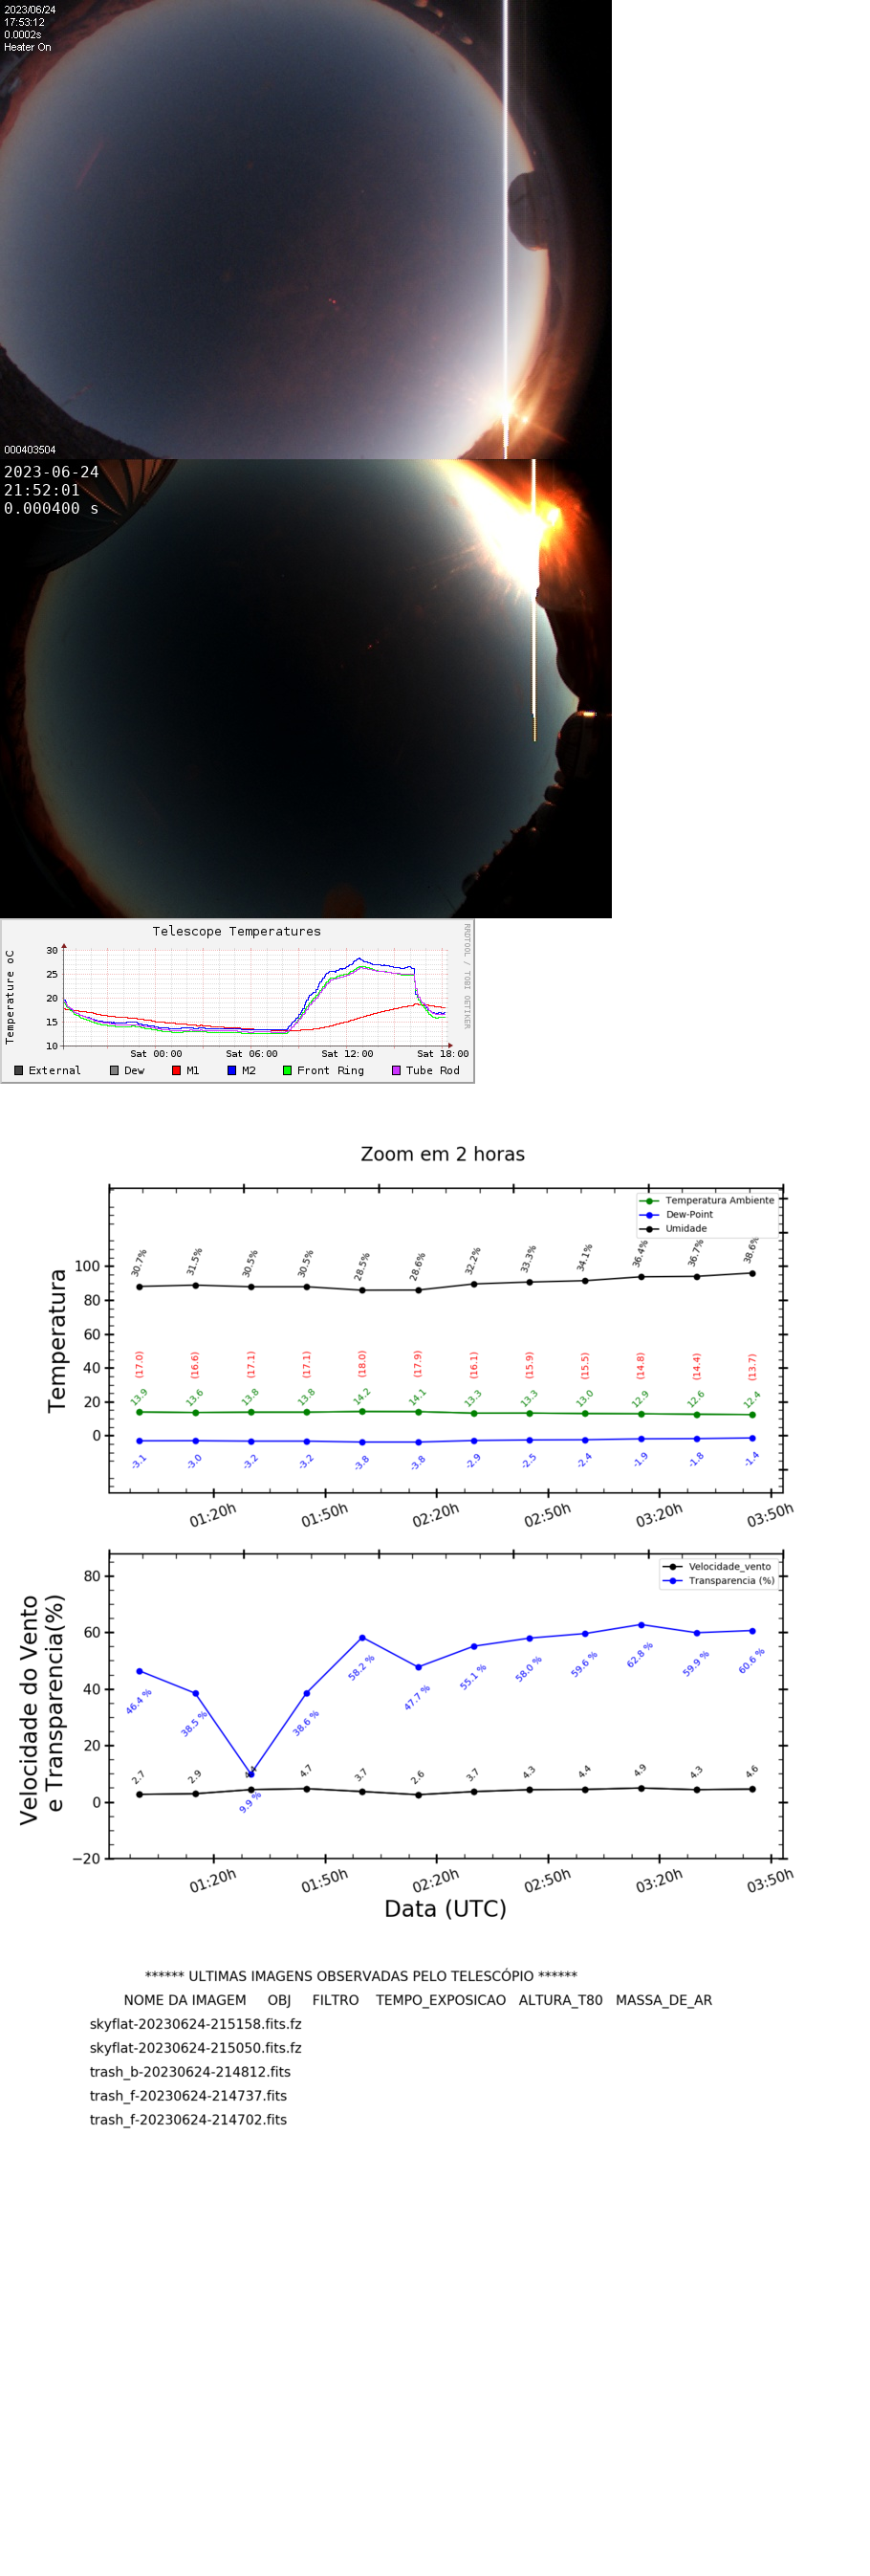 2023/06/24
17:53:12
0.0002s
Heater On
000403504
2023-06-24
21:52:01
0.000400 s
Telescope Temperatures
RRDTOOL / TOBI OETIKER
Temperature oC
30
25
20
15
10
Sat 00:00 Sat 06:00 Sat 12:00 Sat 18:00
External Dew M1 M2 Front Ring Tube Rod
Zoom em 2 horas
Temperatura Ambiente
Dew-Point
Umidade
Temperatura
100
80
60
40
20
0
30.7% 31.5% 30.5% 30.5% 28.5% 28.6% 32.2% 33.3% 34.1% 36.4% 36.7% 38.6%
(17.0) (16.6) (17.1) (17.1) (18.0) (17.9) (16.1) (15.9) (15.5) (14.8) (14.4) (13.7)
13.9 13.6 13.8 13.8 14.2 14.1 13.3 13.3 13.0 12.9 12.6 12.4
-3.1 -3.0 -3.2 -3.2 -3.8 -3.8 -2.9 -2.5 -2.4 -1.9 -1.8 -1.4
01:20h 01:50h 02:20h 02:50h 03:20h 03:50h
Velocidade_vento
Transparencia (%)
Velocidade do Vento
e Transparencia(%)
80
60
40
20
0
−20
46.4 % 38.5 % 9.9 % 38.6 % 58.2 % 47.7 % 55.1 % 58.0 % 59.6 % 62.8 % 59.9 % 60.6 %
2.7 2.9 4.7 3.7 2.6 3.7 4.3 4.4 4.9 4.3 4.6
01:20h 01:50h 02:20h 02:50h 03:20h 03:50h
Data (UTC)
****** ULTIMAS IMAGENS OBSERVADAS PELO TELESCÓPIO ******
NOME DA IMAGEM OBJ FILTRO TEMPO_EXPOSICAO ALTURA_T80 MASSA_DE_AR
skyflat-20230624-215158.fits.fz
skyflat-20230624-215050.fits.fz
trash_b-20230624-214812.fits
trash_f-20230624-214737.fits
trash_f-20230624-214702.fits